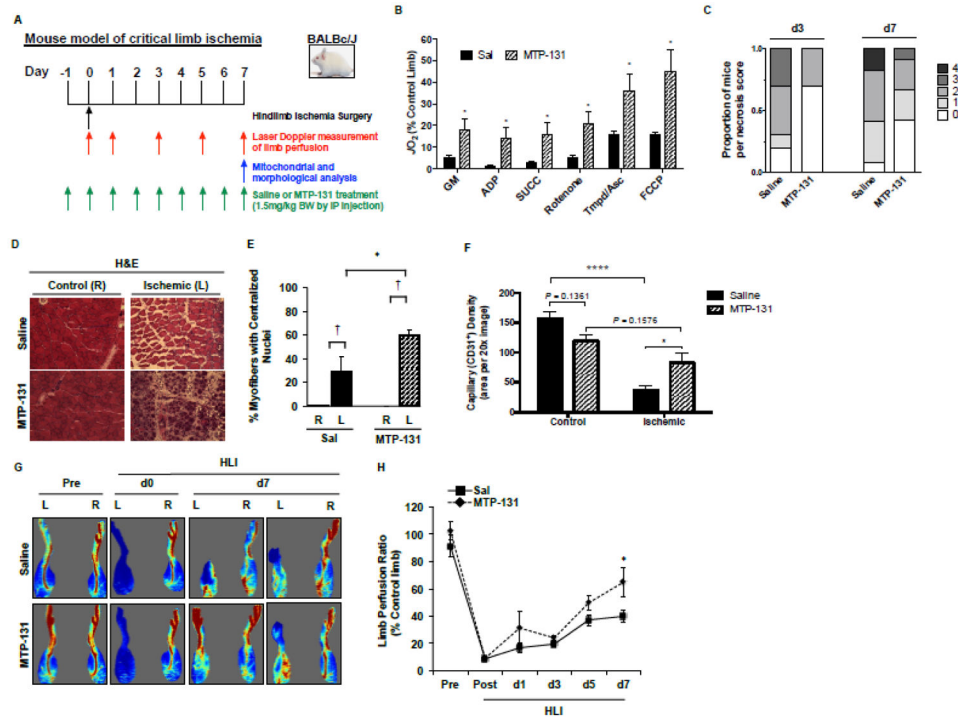 A
Mouse model of critical limb ischemia
BALBc/J
Day -1 0 1 2 3 4 5 6 7
Hindlimb Ischemia Surgery
Laser Doppler measurement
of limb perfusion
Mitochondrial and
morphological analysis
Saline or MTP-131 treatment
(1.5mg/kg BW by IP injection)
B
Sal MTP-131
JO2 (% Control Limb)
60
50
40
30
20
10
0
* * * * * *
GM ADP SUCC Rotenone Tmpd/Asc FCCP
C
d3 d7
Proportion of mice
per necrosis score
1
0.5
0
4
3
2
1
0
Saline MTP-131 Saline MTP-131
D
H&E
Control (R) Ischemic (L)
Saline
MTP-131
E
% Myofibers with Centralized
Nuclei
100
80
60
40
20
0
*
† †
R L R L
Sal MTP-131
F
Capillary (CD31+) Density
(area per 20x image)
200
150
100
50
0
****
P = 0.1361
P = 0.1576
*
Saline
MTP-131
Control Ischemic
G
HLI
Pre d0 d7
L R L R L R L R
Saline
MTP-131
H
Sal
MTP-131
Limb Perfusion Ratio
(% Control limb)
120
100
80
60
40
20
0
*
Pre Post d1 d3 d5 d7
HLI